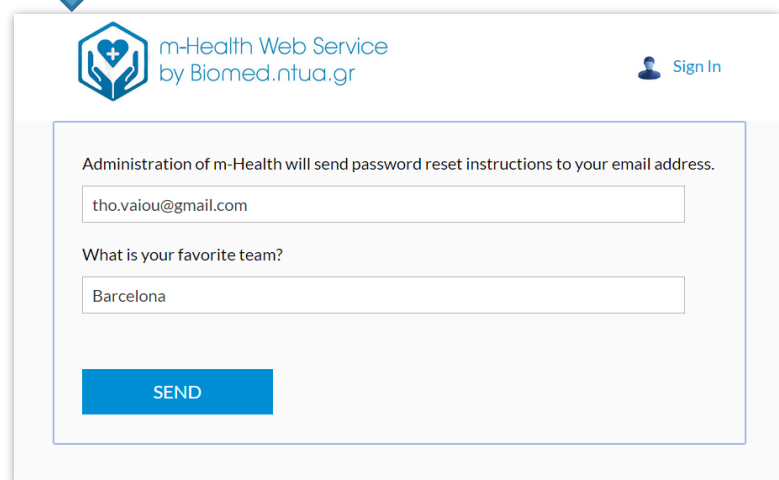 m-Health Web Service
by Biomed.ntua.gr
Sign In
Administration of m-Health will send password reset instructions to your email address.
tho.vaiou@gmail.com
What is your favorite team?
Barcelona
SEND